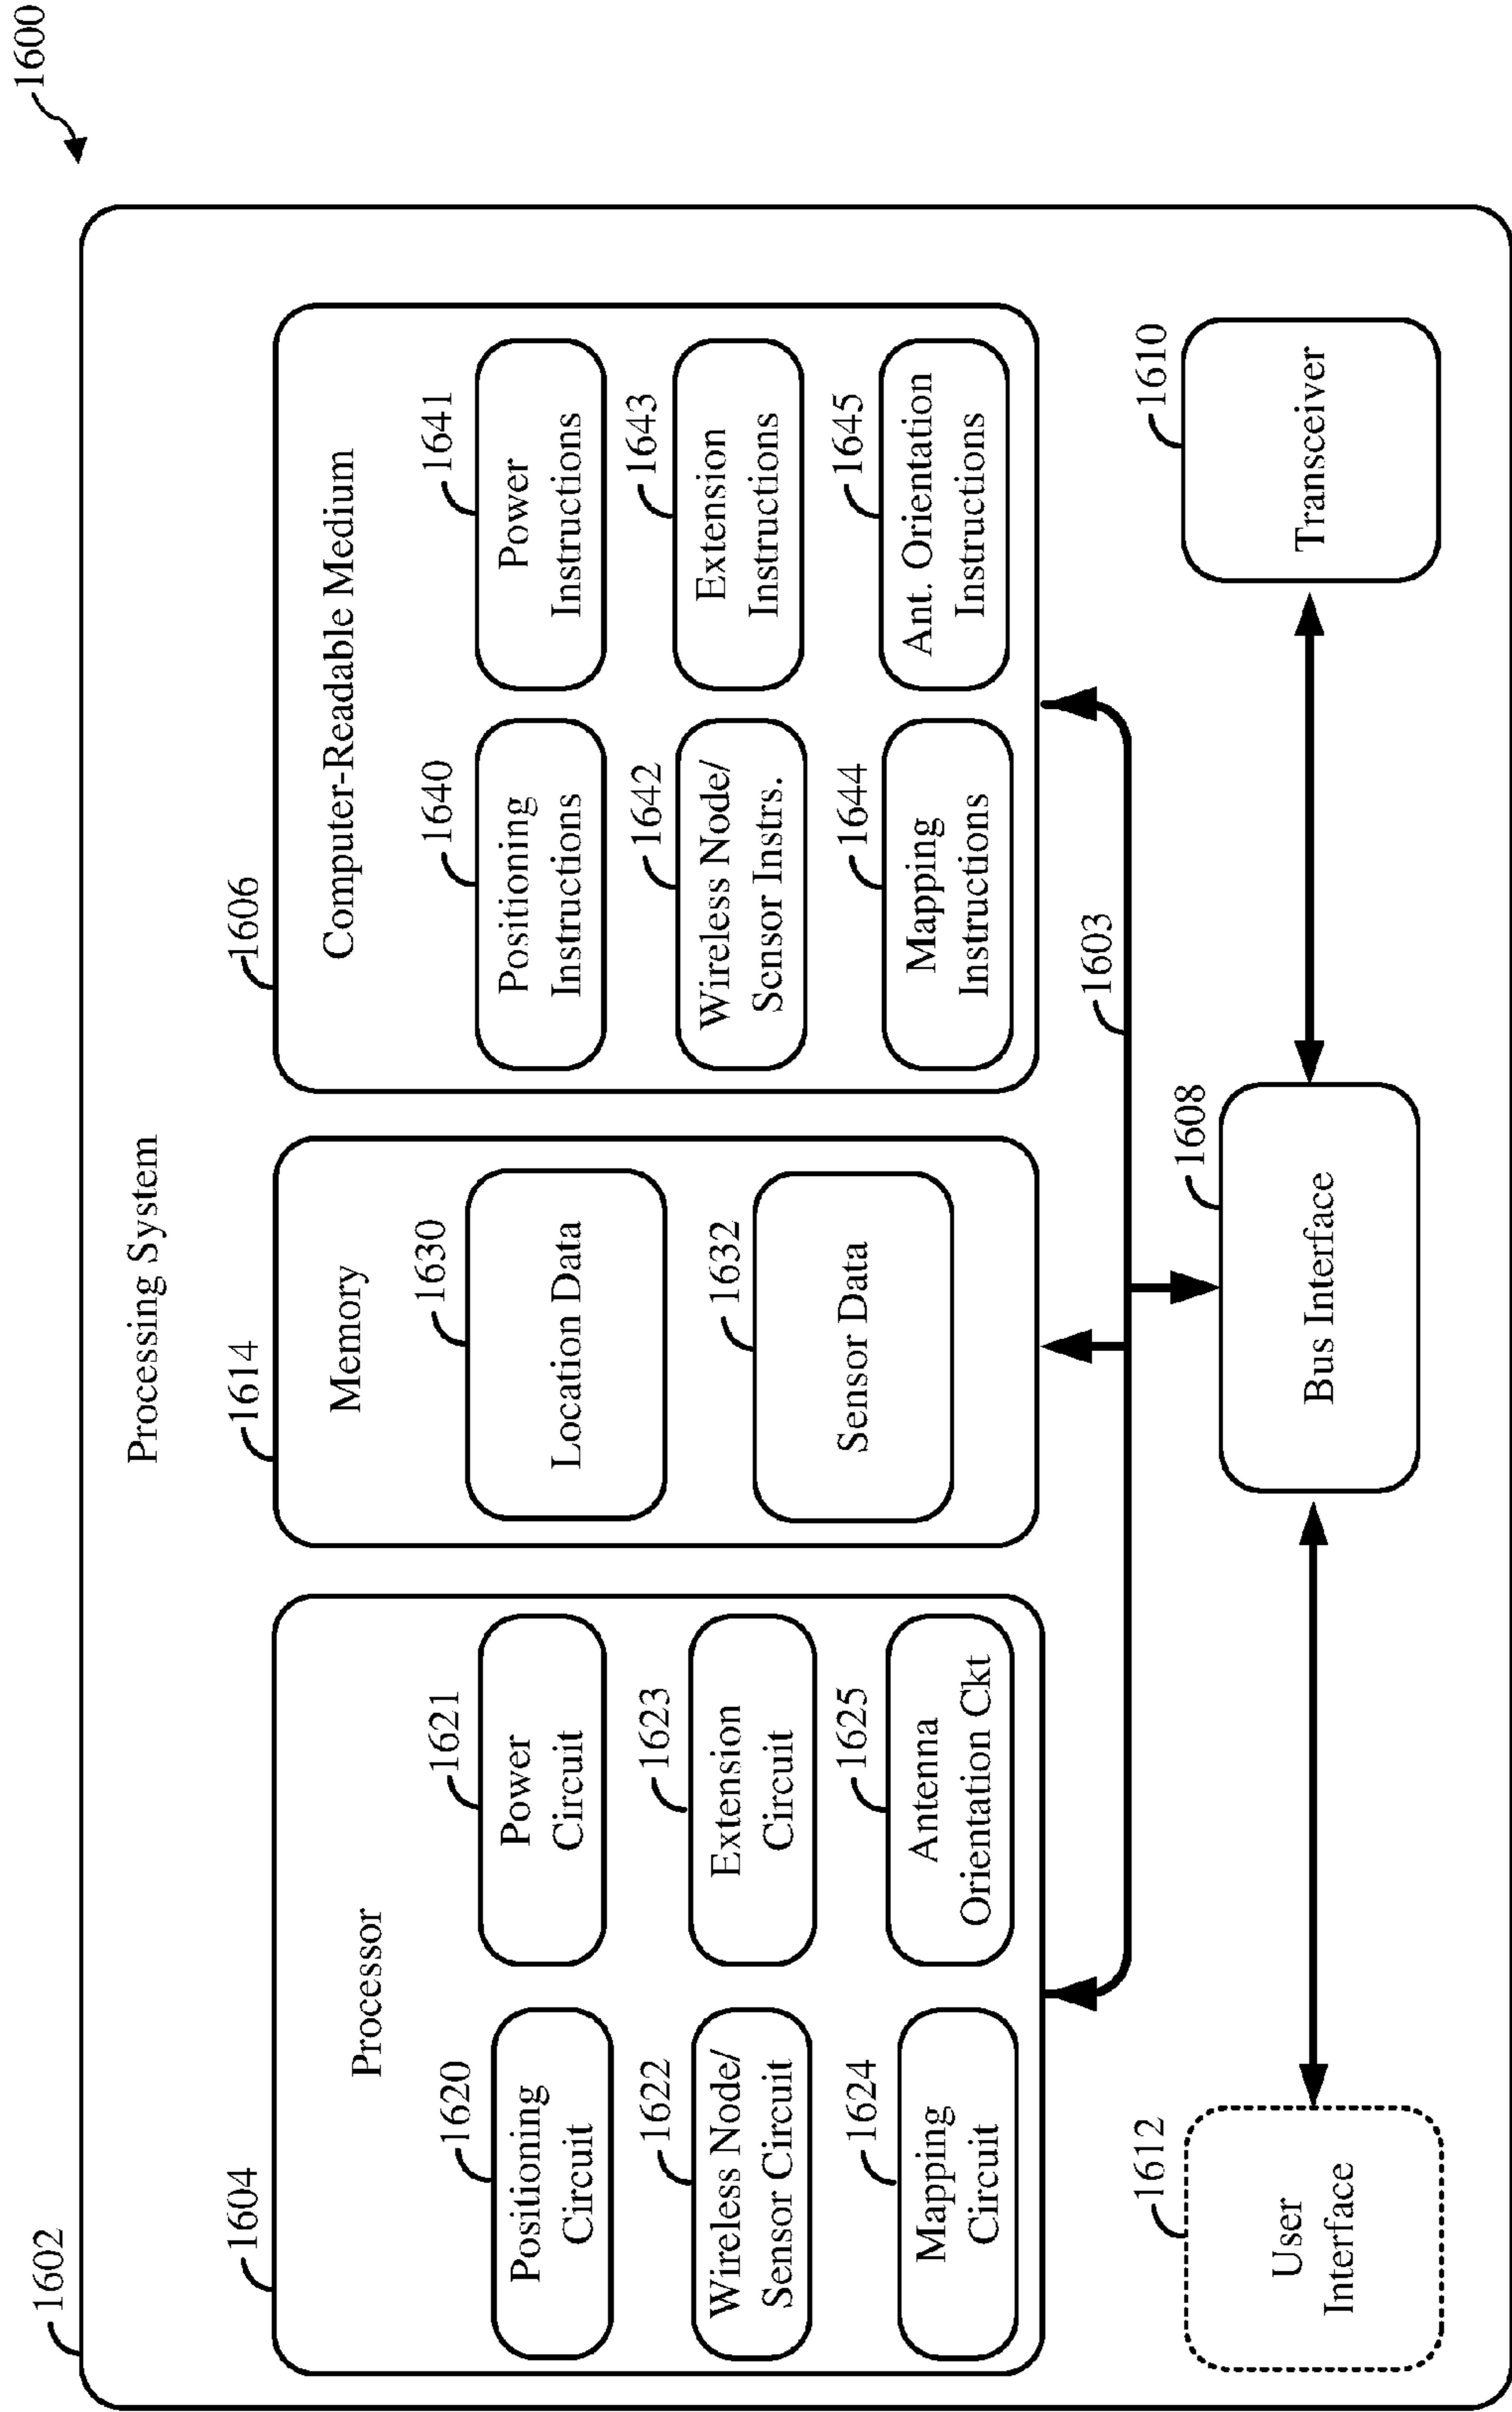 1600
1602
Processing System
1604
Processor
1620
Positioning
Circuit
1621
Power
Circuit
1622
Wireless Node/
Sensor Circuit
1623
Extension
Circuit
1624
Mapping
Circuit
1625
Antenna
Orientation Ckt
1614
Memory
1630
Location Data
1632
Sensor Data
1606
Computer-Readable Medium
1640
Positioning
Instructions
1641
Power
Instructions
1642
Wireless Node/
Sensor Instrs.
1643
Extension
Instructions
1644
Mapping
Instructions
1645
Ant. Orientation
Instructions
1603
1612
User
Interface
1608
Bus Interface
1610
Transceiver